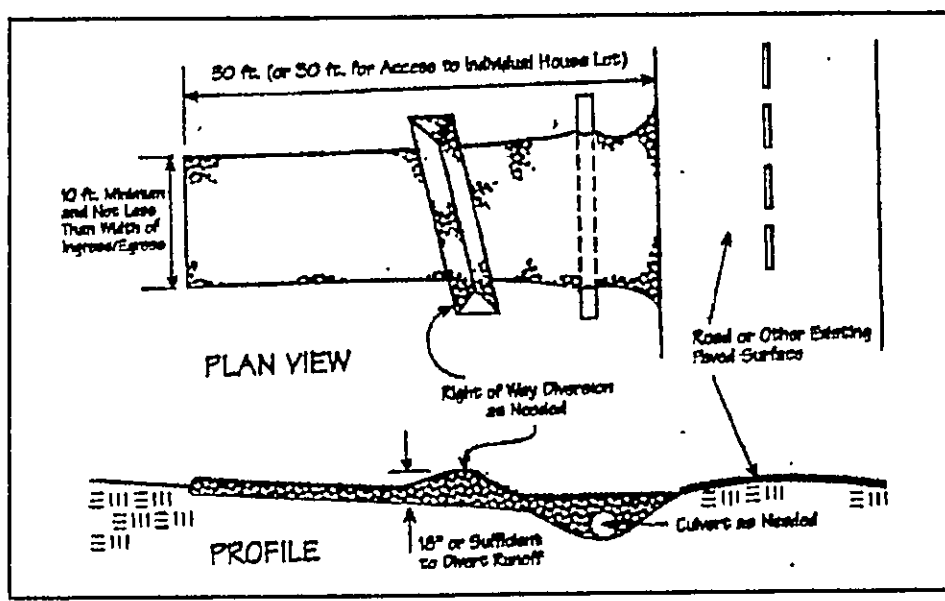 50 ft. (or 30 ft. for Access to Individual House Lot)
10 ft. Minimum
and Not Less
Than Width of
Ingress/Egress
PLAN VIEW
Right of Way Diversion
as Needed
Road or Other Existing
Paved Surface
Culvert as Needed
18" or Sufficient
to Divert Runoff
PROFILE